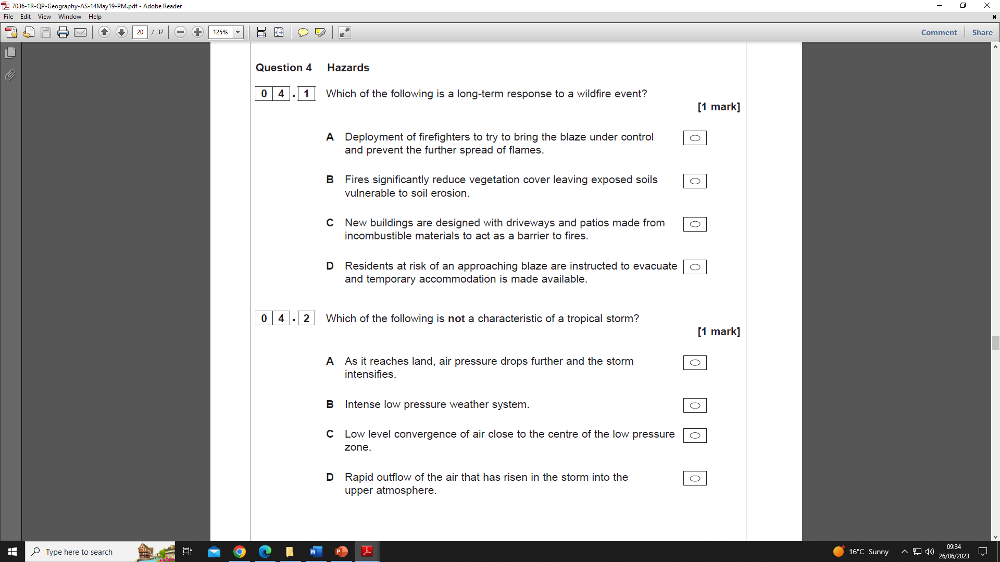 7036-1R-QP-Geography-AS-14May19-PM.pdf - Adobe Reader
File Edit View Window Help
20 / 32 125% Comment Share
Question 4 Hazards
0 4 . 1 Which of the following is a long-term response to a wildfire event?
[1 mark]
A Deployment of firefighters to try to bring the blaze under control
and prevent the further spread of flames.
B Fires significantly reduce vegetation cover leaving exposed soils
vulnerable to soil erosion.
C New buildings are designed with driveways and patios made from
incombustible materials to act as a barrier to fires.
D Residents at risk of an approaching blaze are instructed to evacuate
and temporary accommodation is made available.
0 4 . 2 Which of the following is not a characteristic of a tropical storm?
[1 mark]
A As it reaches land, air pressure drops further and the storm
intensifies.
B Intense low pressure weather system.
C Low level convergence of air close to the centre of the low pressure
zone.
D Rapid outflow of the air that has risen in the storm into the
upper atmosphere.
Type here to search
16°C Sunny
09:34
26/06/2023